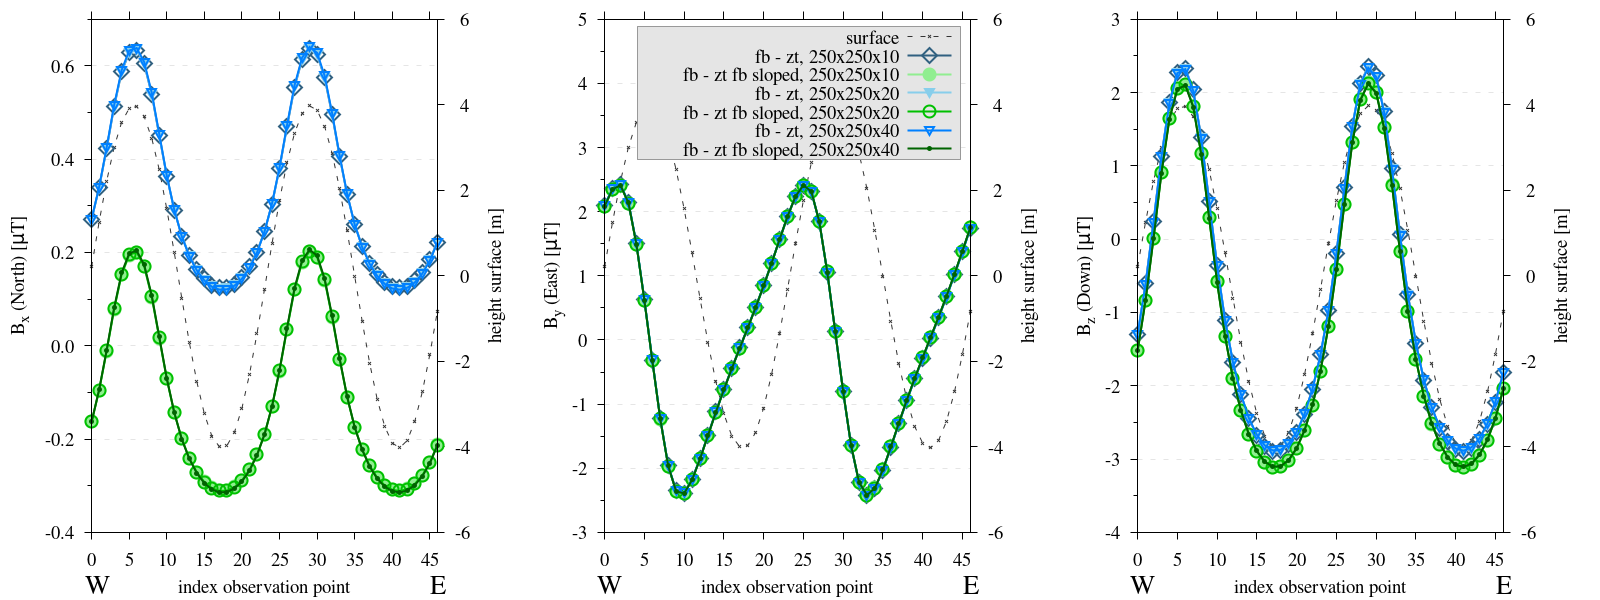 0.6
0.4
0.2
0.0
-0.2
-0.4
B_x (North) [µT]
6
4
2
0
-2
-4
-6
height surface [m]
0 5 10 15 20 25 30 35 40 45
W index observation point E
5
4
3
2
1
0
-1
-2
-3
B_y (East) [µT]
surface
fb - zt, 250x250x10
fb - zt fb sloped, 250x250x10
fb - zt, 250x250x20
fb - zt fb sloped, 250x250x20
fb - zt, 250x250x40
fb - zt fb sloped, 250x250x40
6
4
2
0
-2
-4
-6
height surface [m]
0 5 10 15 20 25 30 35 40 45
W index observation point E
3
2
1
0
-1
-2
-3
-4
B_z (Down) [µT]
6
4
2
0
-2
-4
-6
height surface [m]
0 5 10 15 20 25 30 35 40 45
W index observation point E